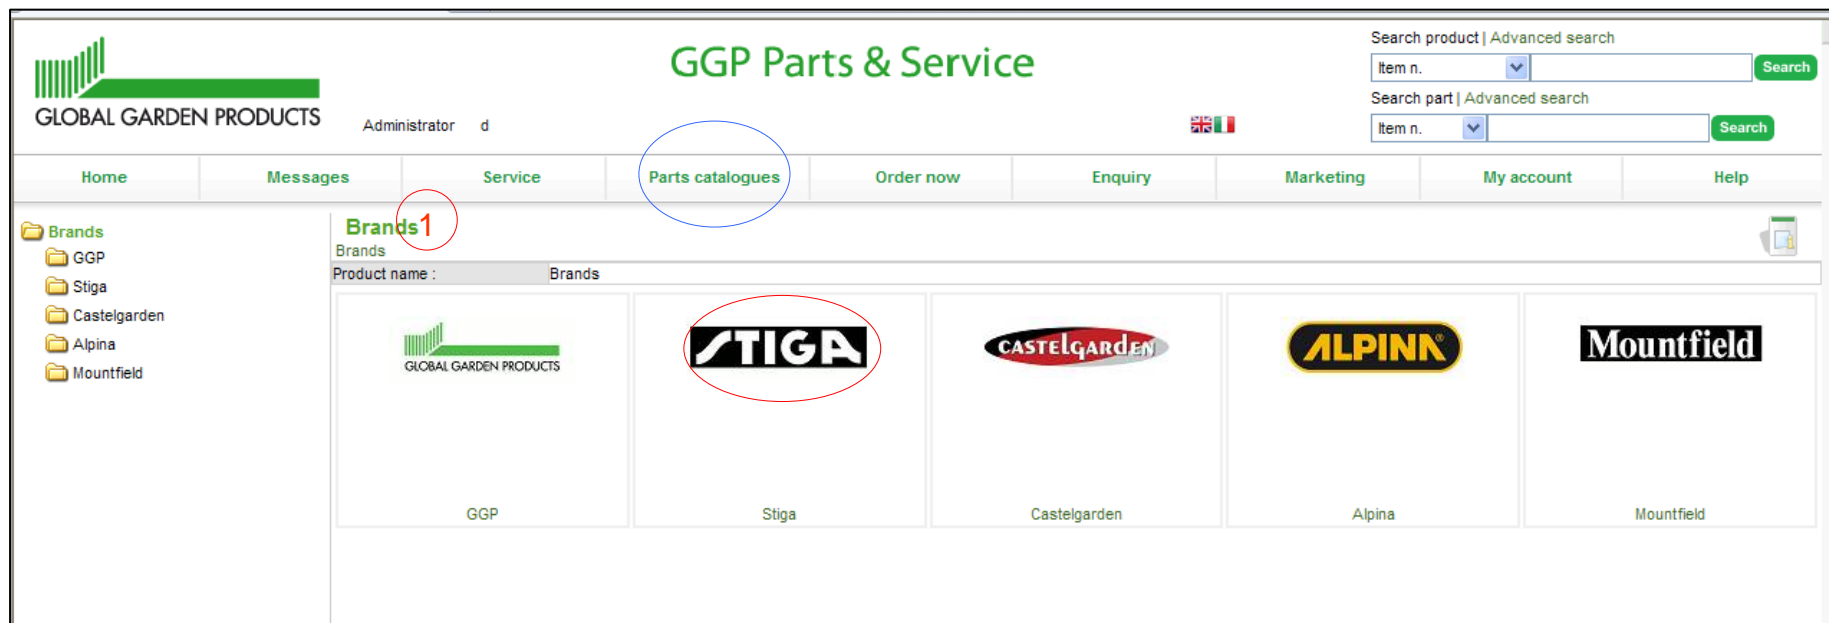 GLOBAL GARDEN PRODUCTS
Administrator d
GGP Parts & Service
Search product | Advanced search
Item n.
Search
Search part | Advanced search
Item n.
Search
Home Messages Service Parts catalogues Order now Enquiry Marketing My account Help
Brands
GGP
Stiga
Castelgarden
Alpina
Mountfield
Brands 1
Brands
Product name : Brands
GLOBAL GARDEN PRODUCTS
STIGA
CASTELGARDEN
ALPINA®
Mountfield
GGP Stiga Castelgarden Alpina Mountfield